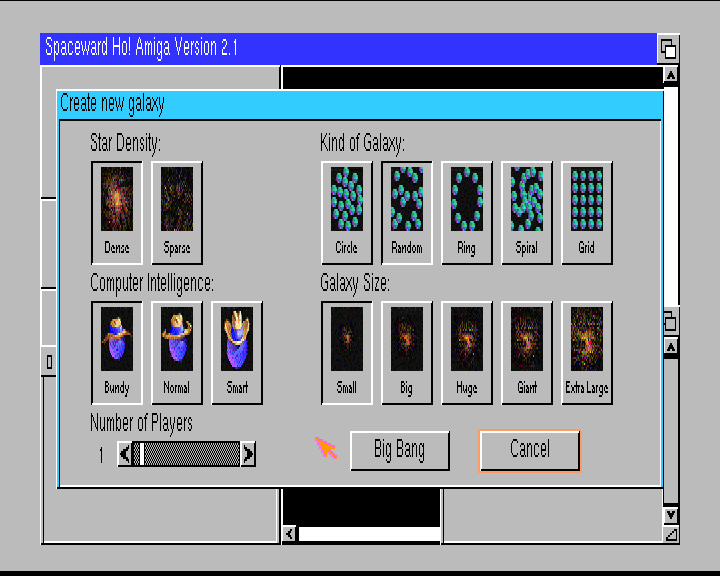 Spaceward Ho! Amiga Version 2.1
Create new galaxy
Star Density:
Dense Sparse
Kind of Galaxy:
Circle Random Ring Spiral Grid
Computer Intelligence:
Bundy Normal Smart
Galaxy Size:
Small Big Huge Giant Extra Large
Number of Players
1
Big Bang Cancel